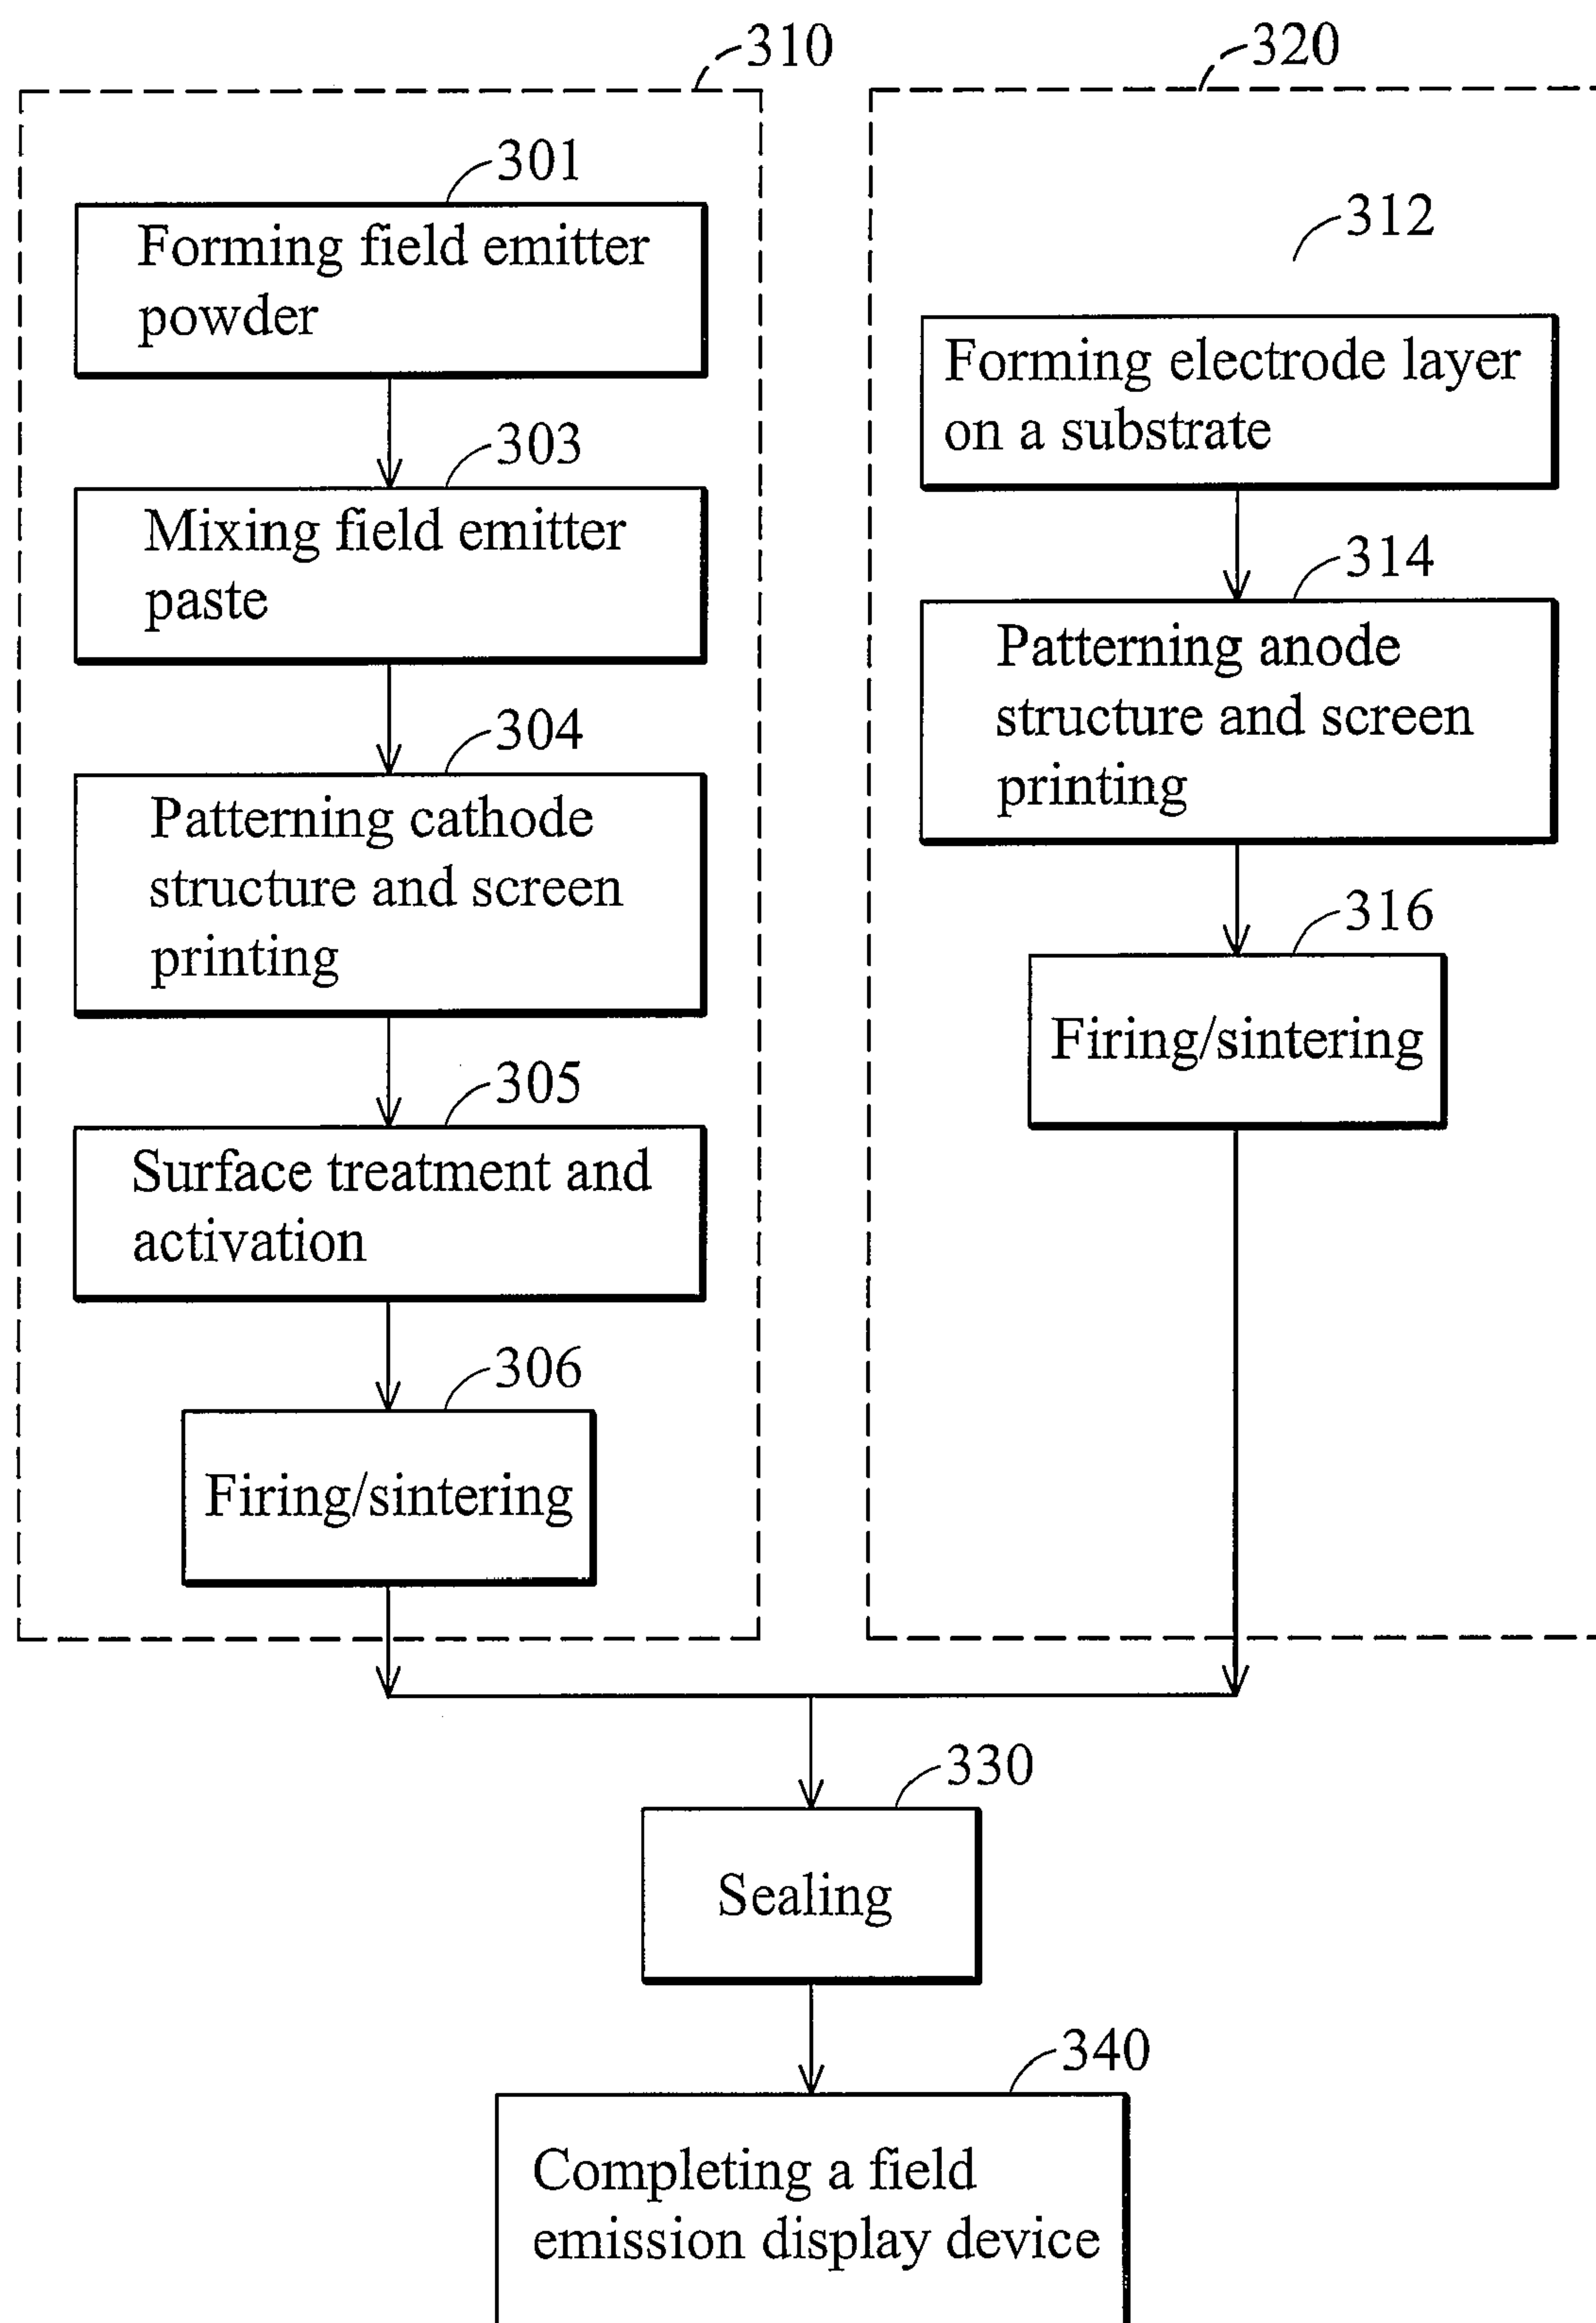 310
301
Forming field emitter
powder
303
Mixing field emitter
paste
304
Patterning cathode
structure and screen
printing
305
Surface treatment and
activation
306
Firing/sintering
320
312
Forming electrode layer
on a substrate
314
Patterning anode
structure and screen
printing
316
Firing/sintering
330
Sealing
340
Completing a field
emission display device